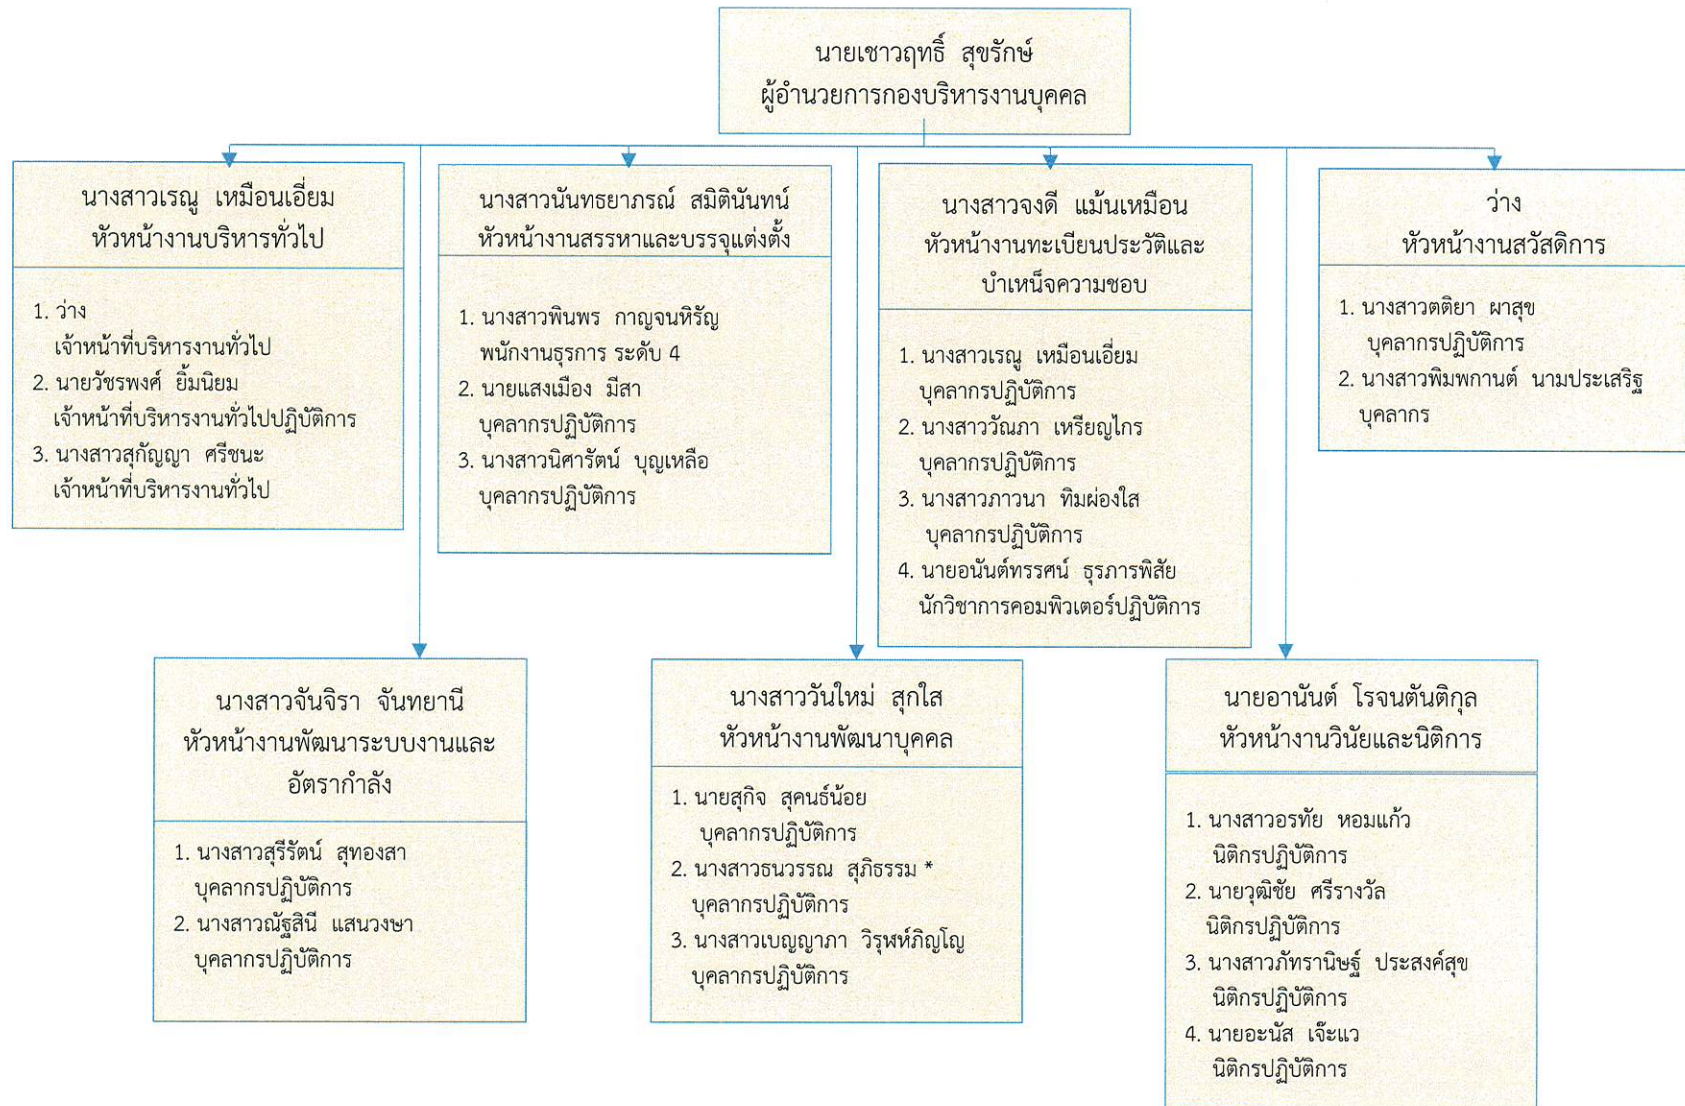 นายเชาวฤทธิ์ สุขรักษ์
ผู้อำนวยการกองบริหารงานบุคคล
นางสาวเรณู เหมือนเอี่ยม
หัวหน้างานบริหารทั่วไป
1. ว่าง
เจ้าหน้าที่บริหารงานทั่วไป
2. นายวัชรพงศ์ ยิ้มนิยม
เจ้าหน้าที่บริหารงานทั่วไปปฏิบัติการ
3. นางสาวสุกัญญา ศรีชนะ
เจ้าหน้าที่บริหารงานทั่วไป
นางสาวนันทธยาภรณ์ สมิตินันทน์
หัวหน้างานสรรหาและบรรจุแต่งตั้ง
1. นางสาวพินพร กาญจนหิรัญ
พนักงานธุรการ ระดับ 4
2. นายแสงเมือง มีสา
บุคลากรปฏิบัติการ
3. นางสาวนิศารัตน์ บุญเหลือ
บุคลากรปฏิบัติการ
นางสาวจงดี แม้นเหมือน
หัวหน้างานทะเบียนประวัติและ
บำเหน็จความชอบ
1. นางสาวเรณู เหมือนเอี่ยม
บุคลากรปฏิบัติการ
2. นางสาววัณภา เหรียญไกร
บุคลากรปฏิบัติการ
3. นางสาวภาวนา ทิมผ่องใส
บุคลากรปฏิบัติการ
4. นายอนันต์ทรรศน์ ธุรภารพิสัย
นักวิชาการคอมพิวเตอร์ปฏิบัติการ
ว่าง
หัวหน้างานสวัสดิการ
1. นางสาวตติยา ผาสุข
บุคลากรปฏิบัติการ
2. นางสาวพิมพกานต์ นามประเสริฐ
บุคลากร
นางสาวจันจิรา จันทยานี
หัวหน้างานพัฒนาระบบงานและ
อัตรากำลัง
1. นางสาวสุรีรัตน์ สุทองสา
บุคลากรปฏิบัติการ
2. นางสาวณัฐสินี แสนวงษา
บุคลากรปฏิบัติการ
นางสาววันใหม่ สุกใส
หัวหน้างานพัฒนาบุคคล
1. นายสุกิจ สุคนธ์น้อย
บุคลากรปฏิบัติการ
2. นางสาวธนวรรณ สุภิธรรม *
บุคลากรปฏิบัติการ
3. นางสาวเบญญาภา วิรุฬห์ภิญโญ
บุคลากรปฏิบัติการ
นายอานันต์ โรจนตันติกุล
หัวหน้างานวินัยและนิติการ
1. นางสาวอรทัย หอมแก้ว
นิติกรปฏิบัติการ
2. นายวุฒิชัย ศรีรางวัล
นิติกรปฏิบัติการ
3. นางสาวภัทรานิษฐ์ ประสงค์สุข
นิติกรปฏิบัติการ
4. นายอะนัส เจ๊ะแว
นิติกรปฏิบัติการ